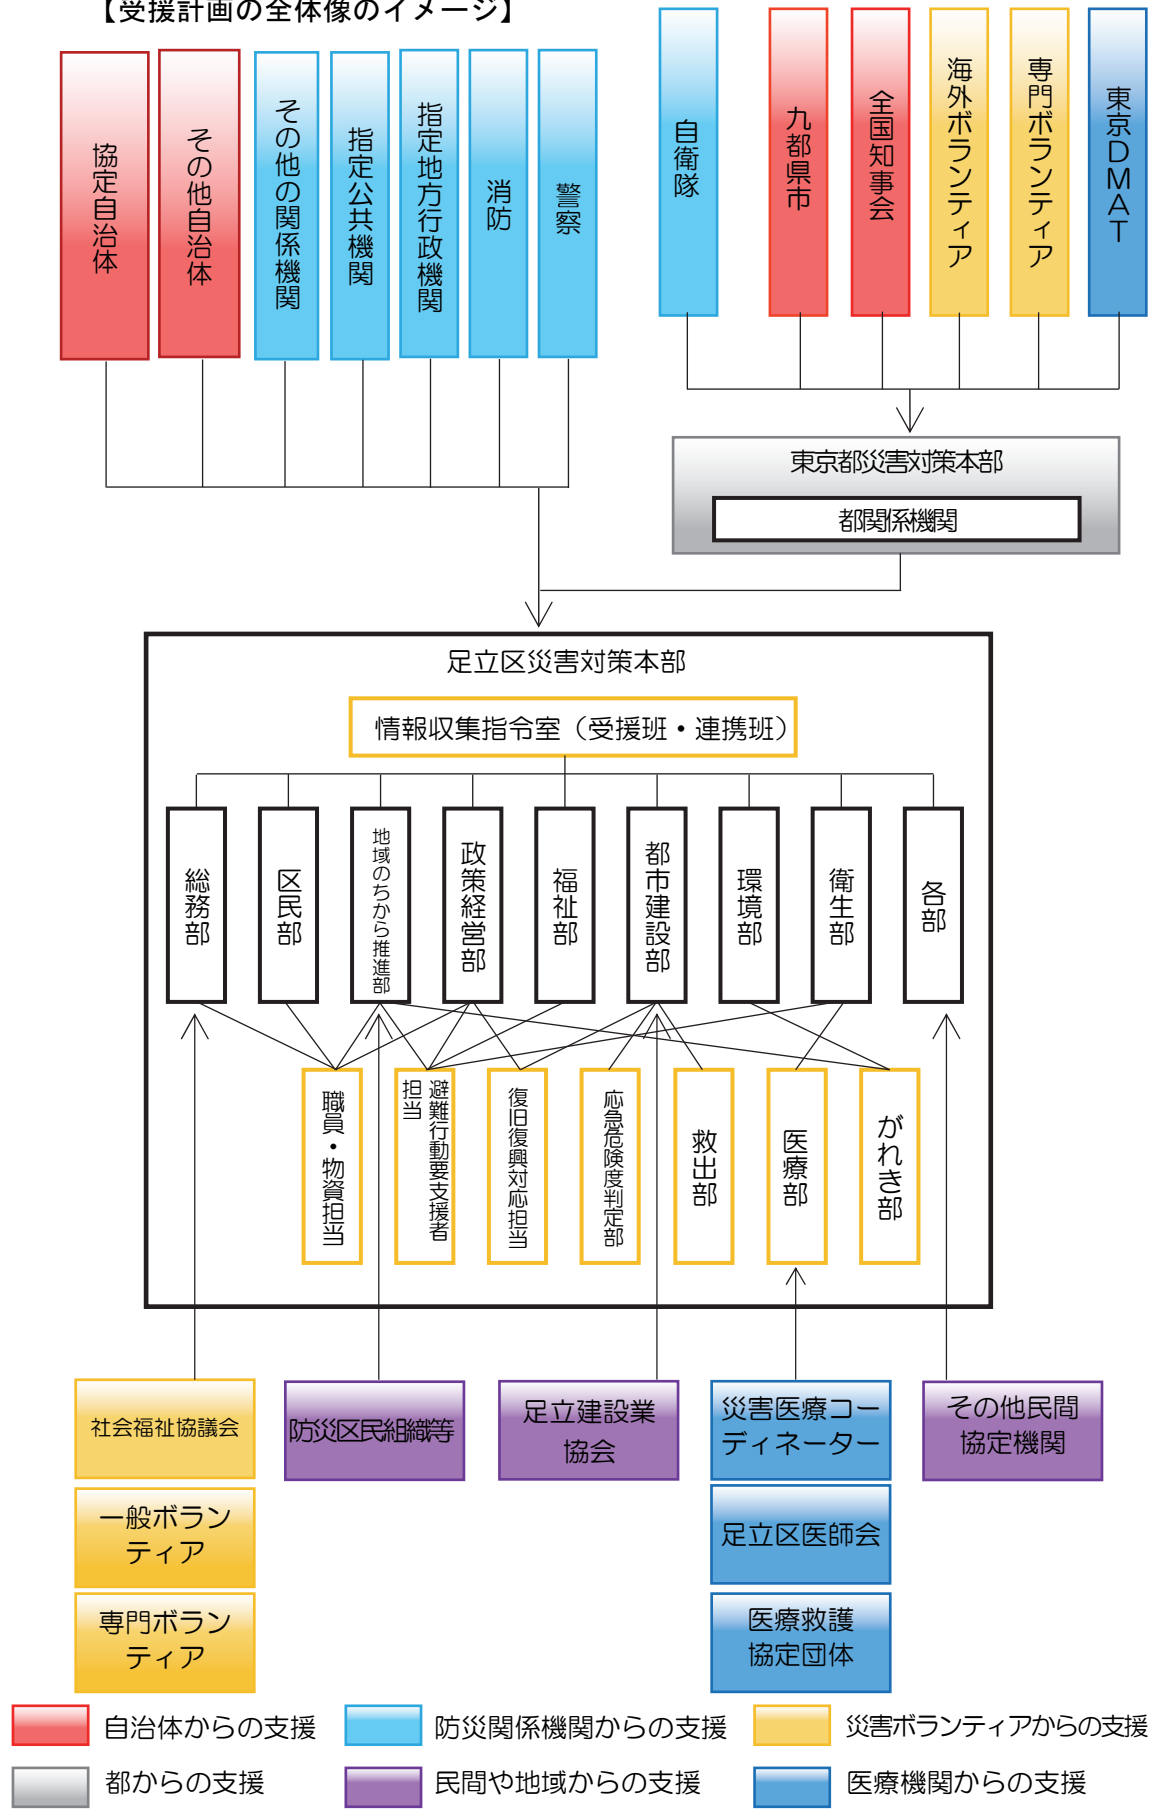 【受援計画の全体像のイメージ】
協定自治体
その他自治体
その他の関係機関
指定公共機関
指定地方行政機関
消防
警察
自衛隊
九都県市
全国知事会
海外ボランティア
専門ボランティア
東京DMAT
東京都災害対策本部
都関係機関
足立区災害対策本部
情報収集指令室（受援班・連携班）
総務部
区民部
地域のちから推進部
政策経営部
福祉部
都市建設部
環境部
衛生部
各部
職員・物資担当
避難行動要支援者
担当
復旧復興対応担当
応急危険度判定部
救出部
医療部
がれき部
社会福祉協議会
防災区民組織等
足立建設業
協会
災害医療コー
ディネーター
その他民間
協定機関
一般ボラン
ティア
足立区医師会
専門ボラン
ティア
医療救護
協定団体
自治体からの支援
防災関係機関からの支援
災害ボランティアからの支援
都からの支援
民間や地域からの支援
医療機関からの支援